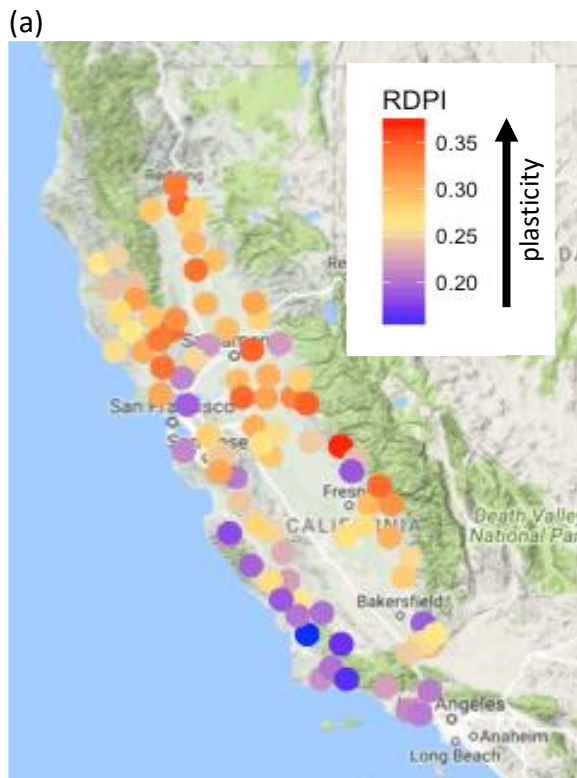 (a)
RDPI
0.35
0.30
0.25
0.20
plasticity
San Francisco
Fresno
CALIFORNIA
Death Valley
National Par
Bakersfield
Angeles
Anaheim
Long Beach